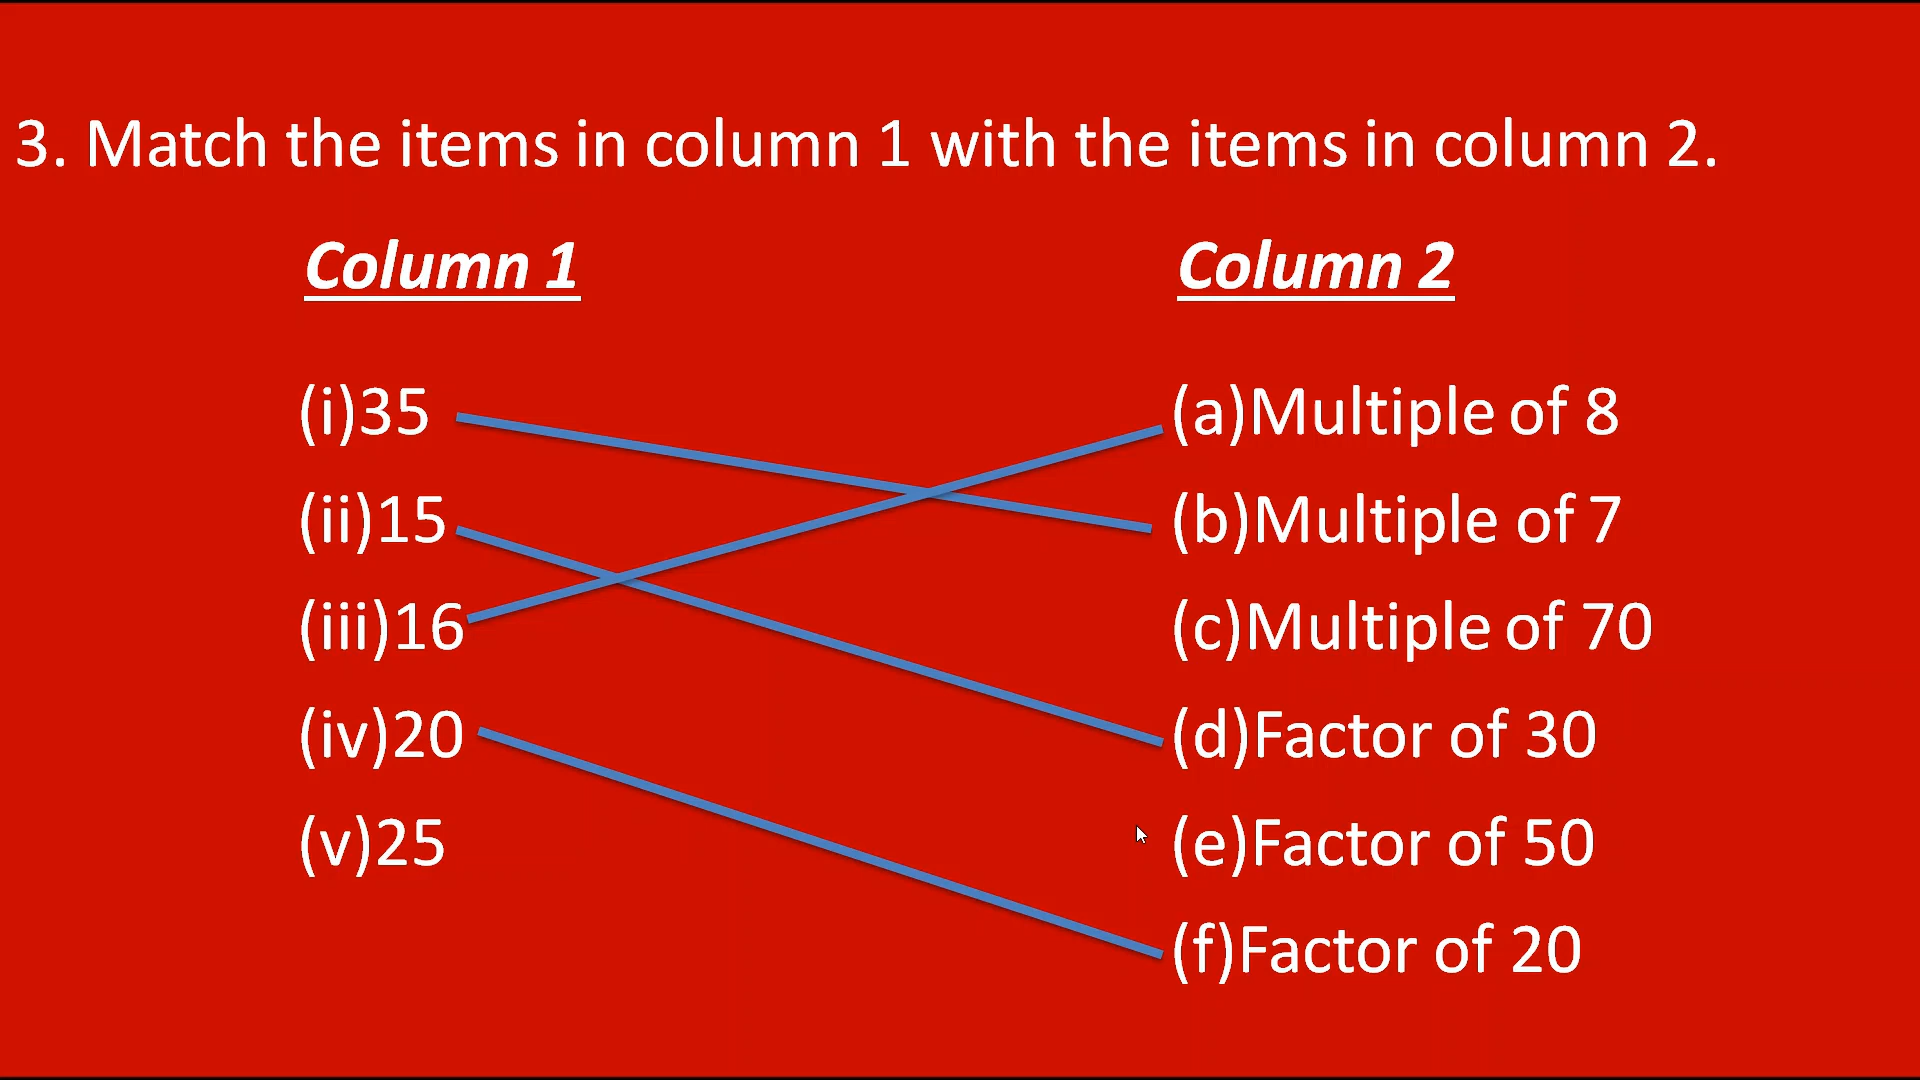 3. Match the items in column 1 with the items in column 2.
Column 1
Column 2
(i)35
(a)Multiple of 8
(ii)15
(b)Multiple of 7
(iii)16
(c)Multiple of 70
(iv)20
(d)Factor of 30
(v)25
(e)Factor of 50
(f)Factor of 20